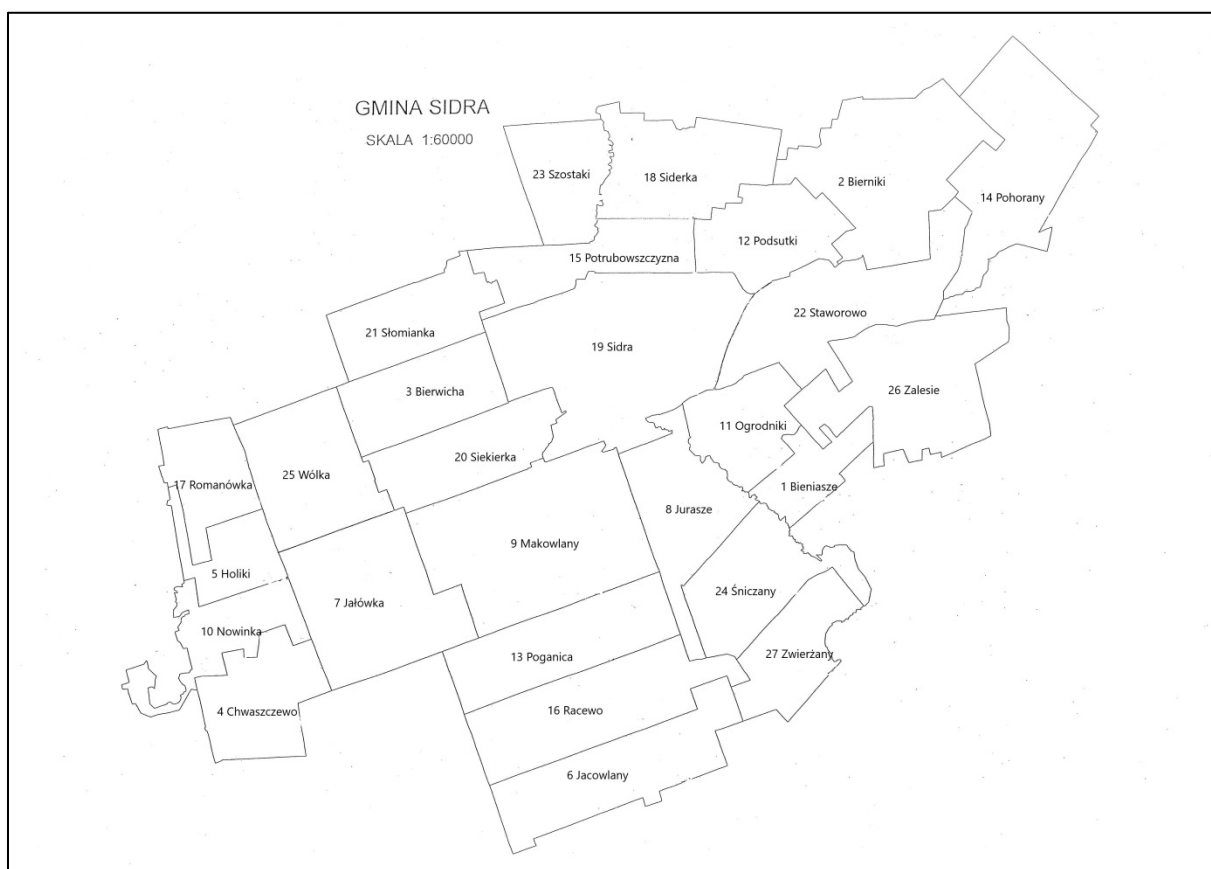 GMINA SIDRA
SKALA 1:60000
23 Szostaki
18 Siderka
2 Bierniki
14 Pohorany
12 Podsutki
15 Potrubowszczyzna
22 Staworowo
21 Słomianka
19 Sidra
3 Bierwicha
26 Zalesie
11 Ogrodniki
20 Siekierka
25 Wólka
17 Romanówka
1 Bieniasze
8 Jurasze
9 Makowlany
5 Holiki
7 Jałówka
24 Śniczany
10 Nowinka
27 Zwierżany
13 Poganica
4 Chwaszczewo
16 Racewo
6 Jacowlany